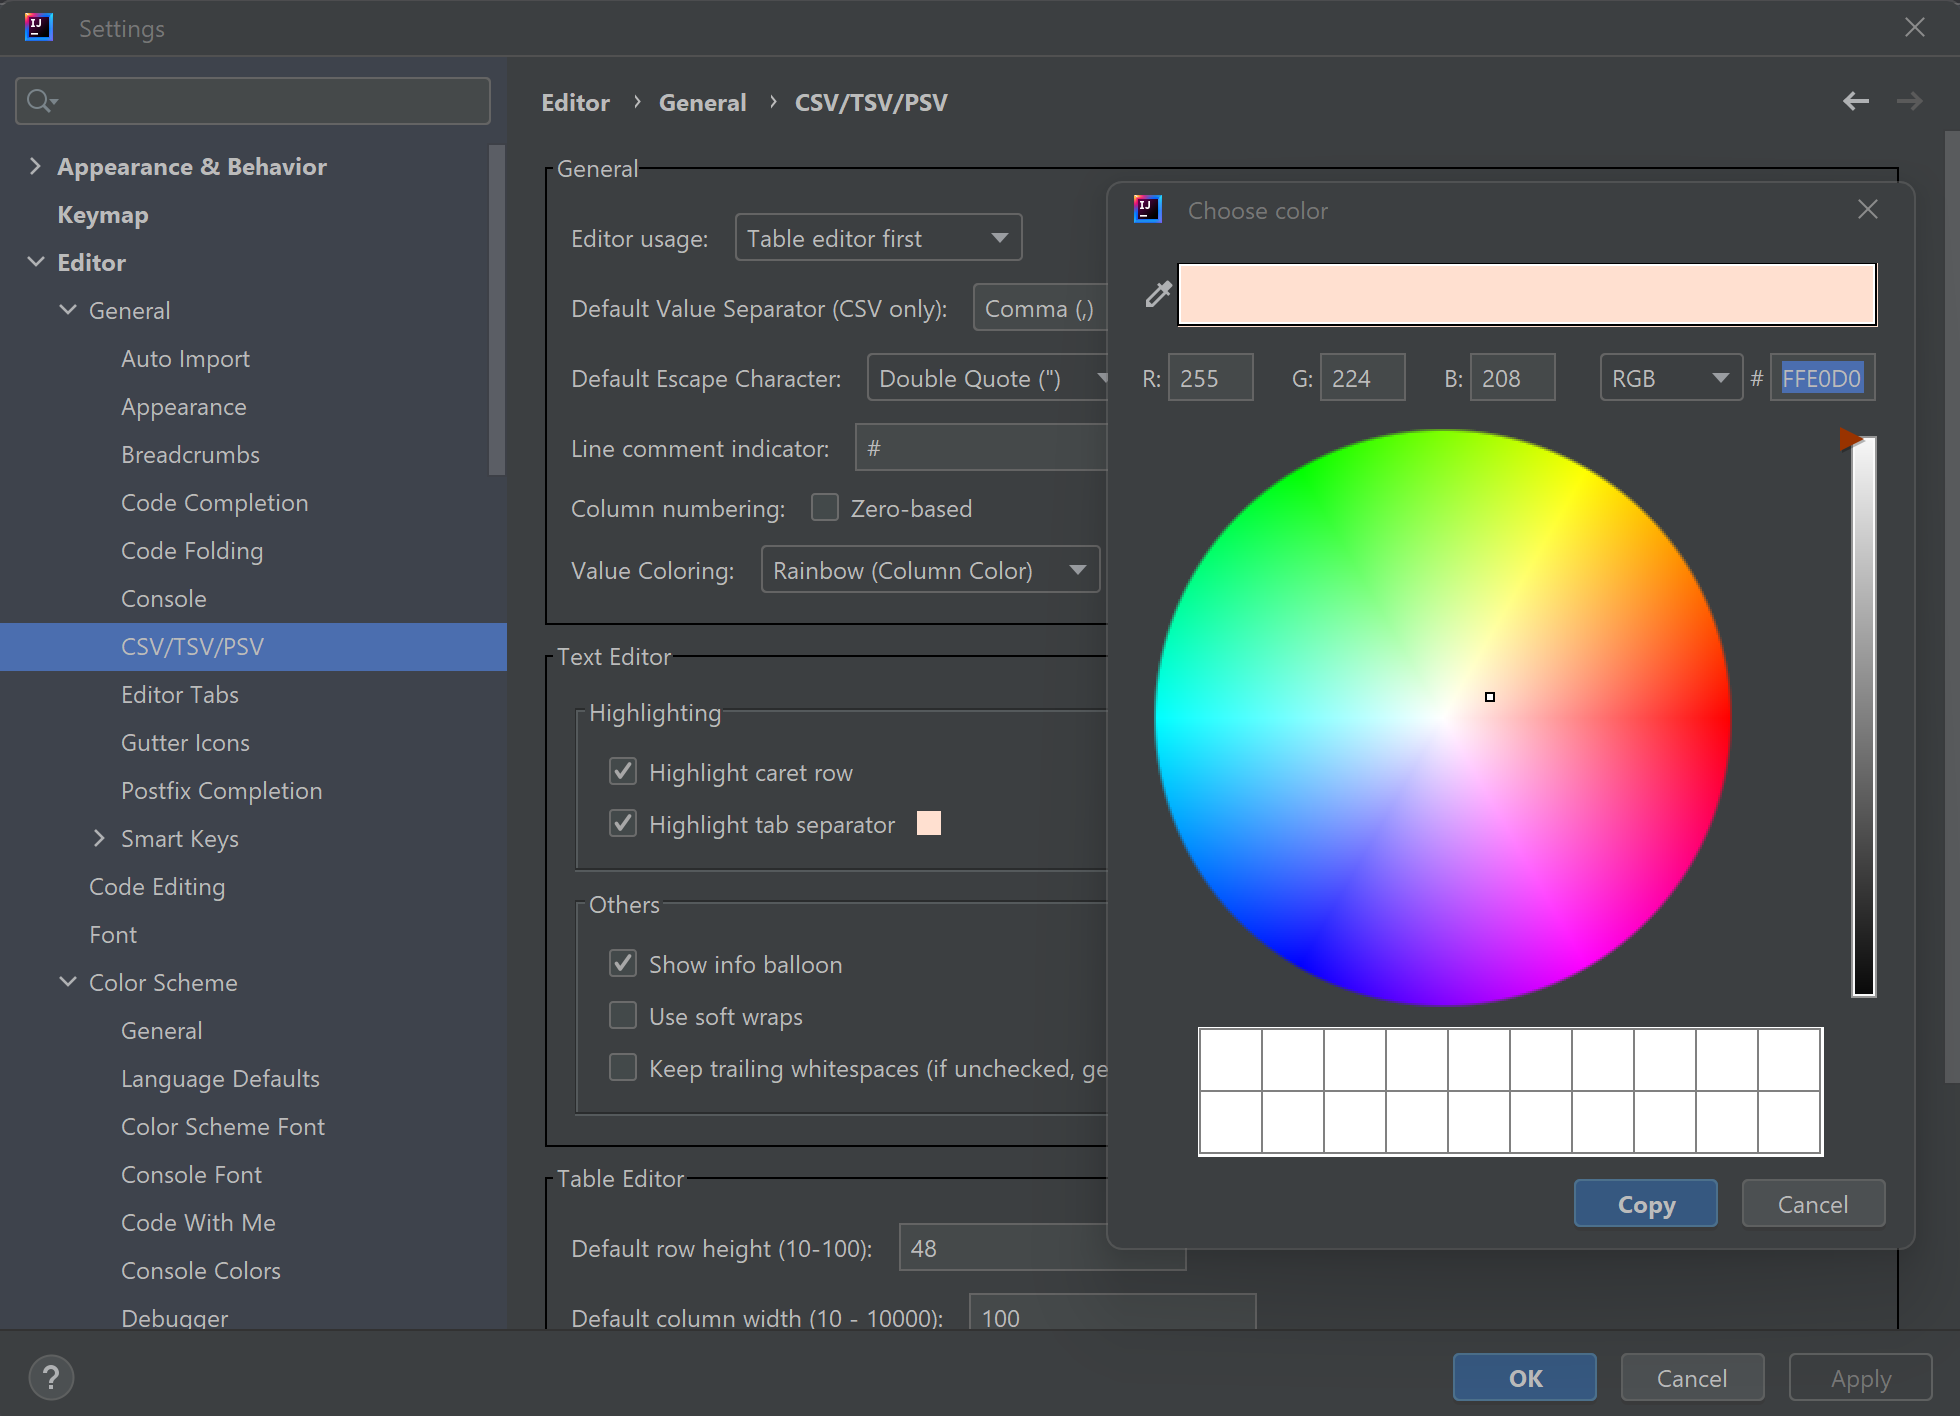 IJ Settings
Appearance & Behavior
Keymap
Editor
General
Auto Import
Appearance
Breadcrumbs
Code Completion
Code Folding
Console
CSV/TSV/PSV
Editor Tabs
Gutter Icons
Postfix Completion
Smart Keys
Code Editing
Font
Color Scheme
General
Language Defaults
Color Scheme Font
Console Font
Code With Me
Console Colors
Debugger
Editor › General › CSV/TSV/PSV
General
Editor usage: Table editor first
Default Value Separator (CSV only): Comma (,)
Default Escape Character: Double Quote (")
Line comment indicator: #
Column numbering: Zero-based
Value Coloring: Rainbow (Column Color)
Text Editor
Highlighting
Highlight caret row
Highlight tab separator
Others
Show info balloon
Use soft wraps
Keep trailing whitespaces (if unchecked, ge
Table Editor
Default row height (10-100): 48
Default column width (10 - 10000): 100
IJ Choose color
R: 255 G: 224 B: 208 RGB # FFE0D0
Copy Cancel
? OK Cancel Apply